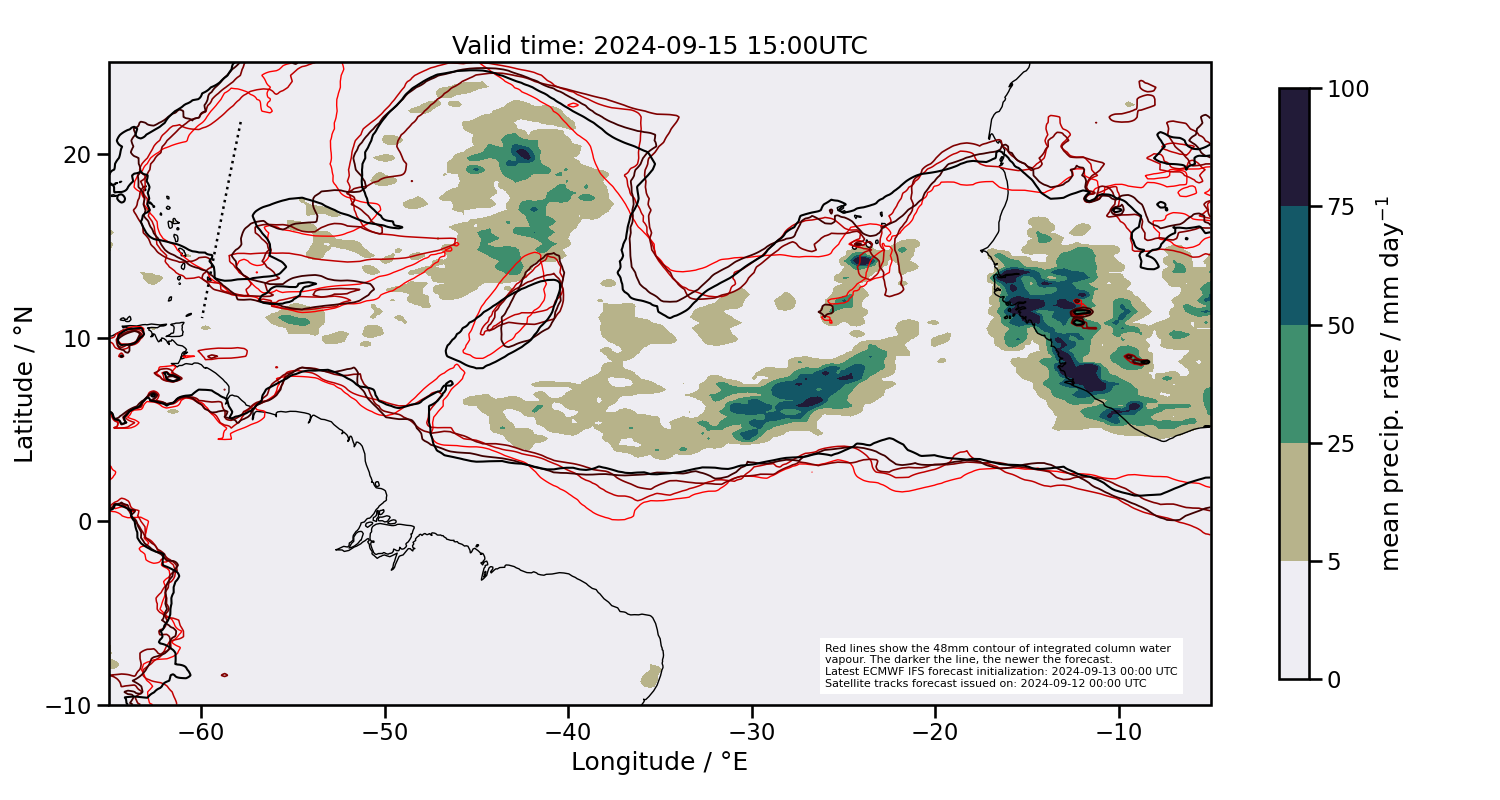 Valid time: 2024-09-15 15:00UTC
20
10
0
−10
Latitude / °N
−60
−50
−40
−30
−20
−10
Longitude / °E
Red lines show the 48mm contour of integrated column water
vapour. The darker the line, the newer the forecast.
Latest ECMWF IFS forecast initialization: 2024-09-13 00:00 UTC
Satellite tracks forecast issued on: 2024-09-12 00:00 UTC
100
75
50
25
5
0
mean precip. rate / mm day⁻¹